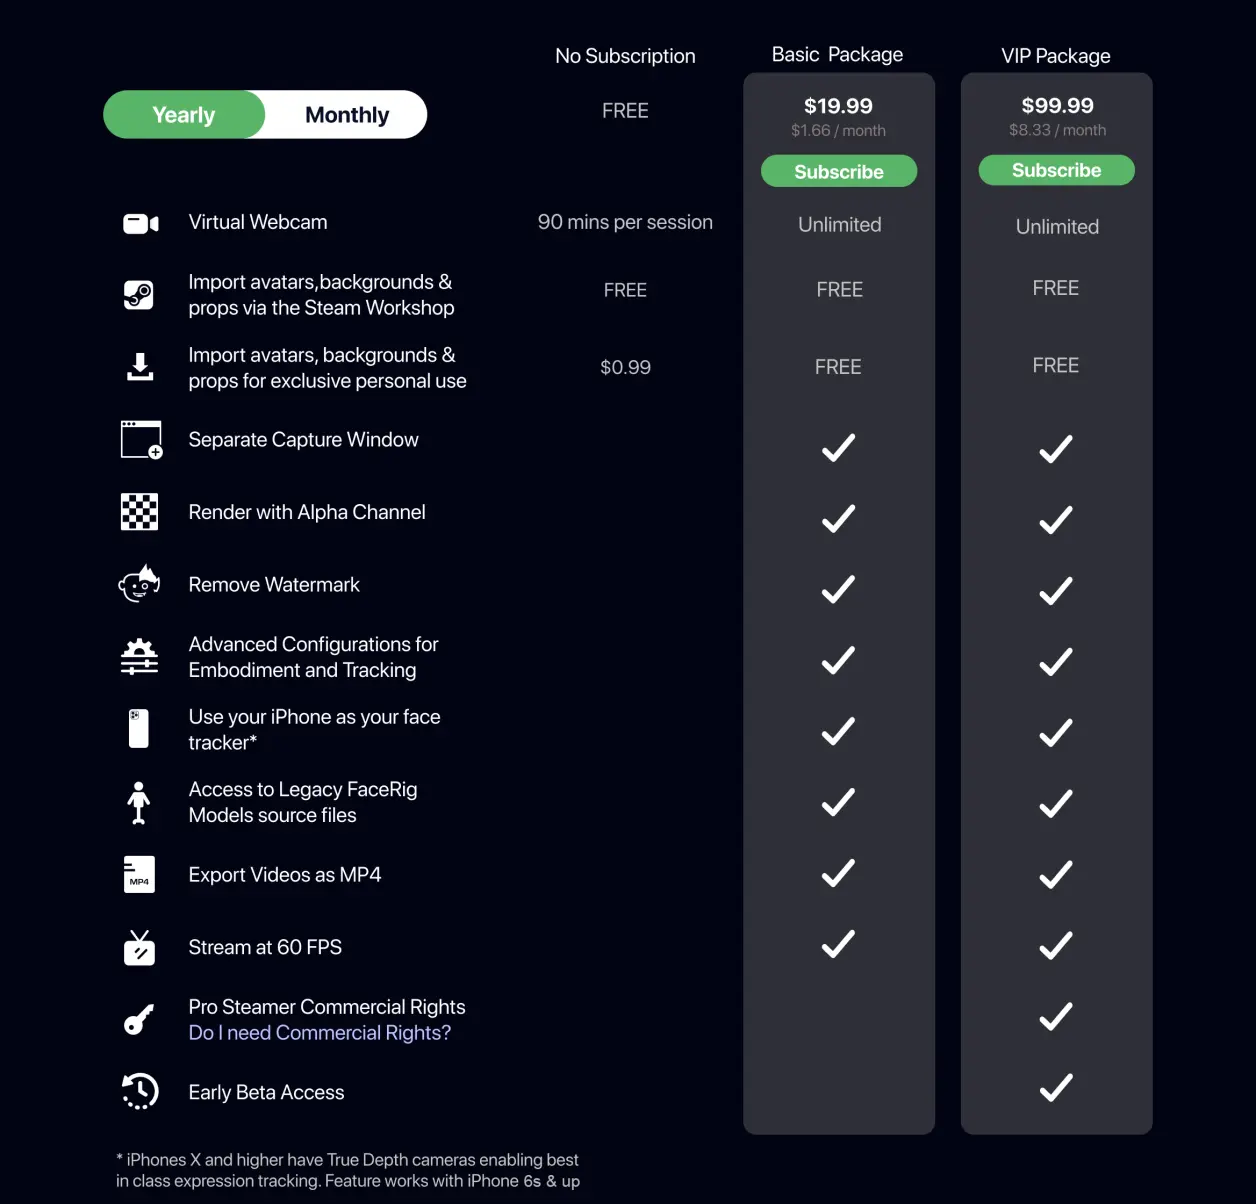 No Subscription
Basic Package
VIP Package
Yearly
Monthly
FREE
$19.99
$1.66 / month
Subscribe
$99.99
$8.33 / month
Subscribe
Virtual Webcam
90 mins per session
Unlimited
Unlimited
Import avatars,backgrounds &
props via the Steam Workshop
FREE
FREE
FREE
Import avatars, backgrounds &
props for exclusive personal use
$0.99
FREE
FREE
Separate Capture Window
Render with Alpha Channel
Remove Watermark
Advanced Configurations for
Embodiment and Tracking
Use your iPhone as your face
tracker*
Access to Legacy FaceRig
Models source files
MP4
Export Videos as MP4
Stream at 60 FPS
Pro Steamer Commercial Rights
Do I need Commercial Rights?
Early Beta Access
* iPhones X and higher have True Depth cameras enabling best
in class expression tracking. Feature works with iPhone 6s & up